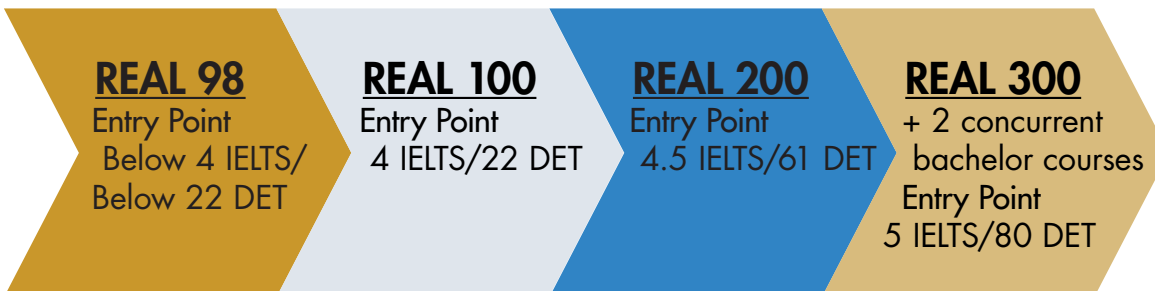 REAL 98
Entry Point
Below 4 IELTS/
Below 22 DET
REAL 100
Entry Point
4 IELTS/22 DET
REAL 200
Entry Point
4.5 IELTS/61 DET
REAL 300
+ 2 concurrent
bachelor courses
Entry Point
5 IELTS/80 DET